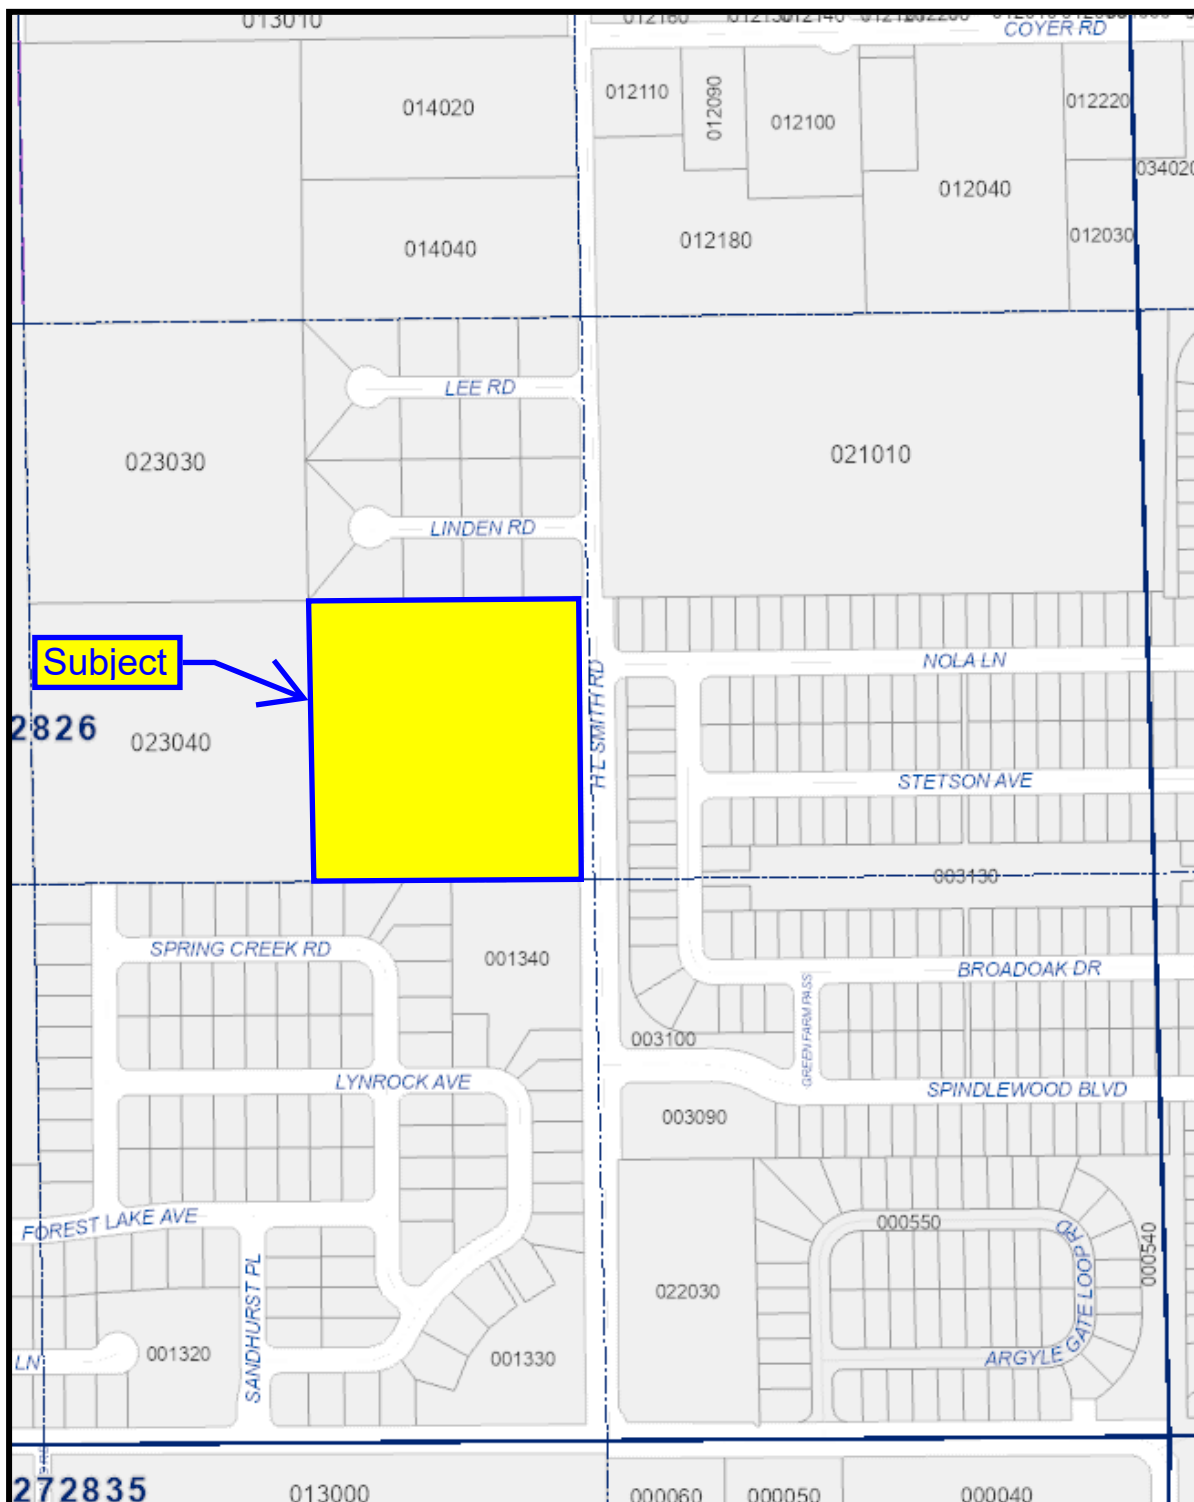 013010
012160
012140
COYER RD
014020
012110
012090
012100
012220
034020
012040
014040
012180
012030
LEE RD
023030
021010
LINDEN RD
Subject
NOLA LN
H L SMITH RD
2826
023040
STETSON AVE
003130
SPRING CREEK RD
001340
BROADOAK DR
GREEN FARM PASS
003100
LYNROCK AVE
SPINDLEWOOD BLVD
003090
FOREST LAKE AVE
000550
000540
SANDHURST PL
022030
ARGYLE GATE LOOP RD
LN
001320
001330
272835
013000
000060
000050
000040